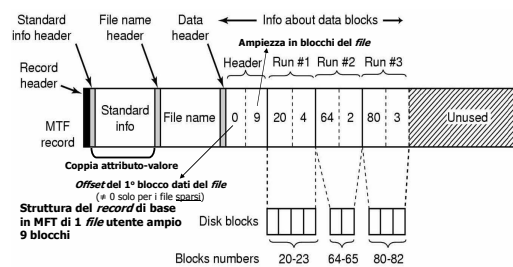 Standard info header
File name header
Data header
Info about data blocks
Ampiezza in blocchi del file
Header
Run #1
Run #2
Run #3
Record header
MTF record
Standard info
File name
0
9
20
4
64
2
80
3
Unused
Coppia attributo-valore
Offset del 1º blocco dati del file
(≠ 0 solo per i file sparsi)
Struttura del record di base
in MFT di 1 file utente ampio
9 blocchi
Disk blocks
Blocks numbers
20-23
64-65
80-82